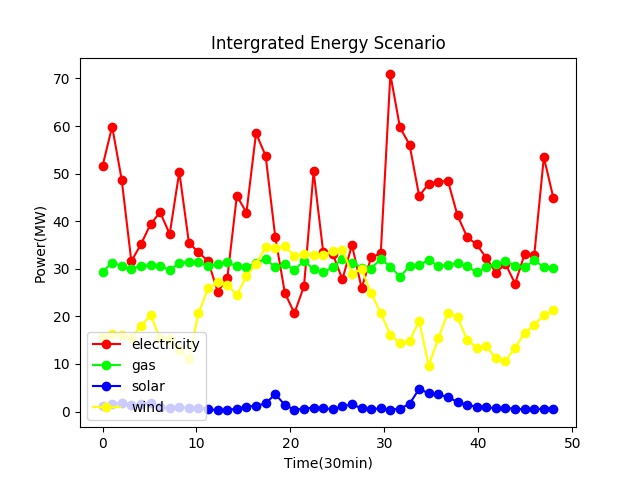 Intergrated Energy Scenario
Power(MW)
70
60
50
40
30
20
10
0
electricity
gas
solar
wind
0 10 20 30 40 50
Time(30min)